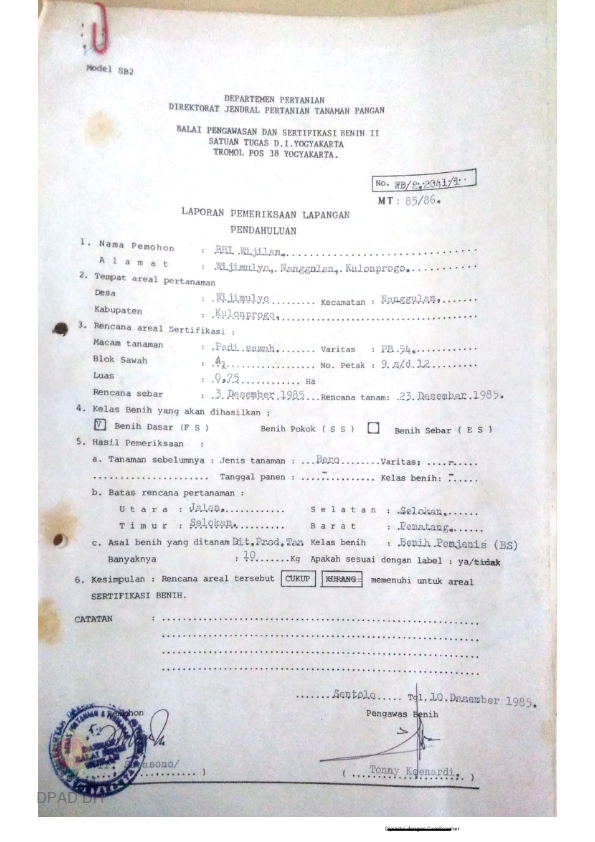 Model SB2
DEPARTEMEN PERTANIAN
DIREKTORAT JENDRAL PERTANIAN TANAMAN PANGAN
BALAI PENGAWASAN DAN SERTIFIKASI BENIH II
SATUAN TUGAS D.I.YOGYAKARTA
TROMOL POS 38 YOGYAKARTA.
No.
MT : 85/86.
LAPORAN PEMERIKSAAN LAPANGAN
PENDAHULUAN
1. Nama Pemohon : BBI Wijilan.
A l a m a t : Wijimulyo, Nanggulan, Kulonprogo.
2. Tempat areal pertanaman
Desa : Wijimulyo Kecamatan : Nanggulan.
Kabupaten : Kulonprogo.
3. Rencana areal Sertifikasi :
Macam tanaman : Padi sawah. Varitas : PB 54.
Blok Sawah : A1 No. Petak : 9 s/d.12
Luas : 0,75 Ha
Rencana sebar : 3 Desember 1985 Rencana tanam: 23 Desember 1985.
4. Kelas Benih yang akan dihasilkan ;
V Benih Dasar (F S) Benih Pokok ( S S ) Benih Sebar ( E S )
5. Hasil Pemeriksaan :
a. Tanaman sebelumnya : Jenis tanaman : Bero Varitas; -
Tanggal panen : - Kelas benih: -
b. Batas rencana pertanaman :
U t a r a : Jalan. S e l a t a n : Selokan.
T i m u r : Selokan. B a r a t : Pematang.
c. Asal benih yang ditanam Dit.Prod.Tan Kelas benih : Benih Penjenis (BS)
Banyaknya : 10 Kg Apakah sesuai dengan label : ya/tidak
6. Kesimpulan : Rencana areal tersebut CUKUP KURANG memenuhi untuk areal
SERTIFIKASI BENIH.
CATATAN :
Sentolo Tgl.10 Desember 1985.
Pengawas Benih
( Tonny Koenardi. )
DPAD DIY